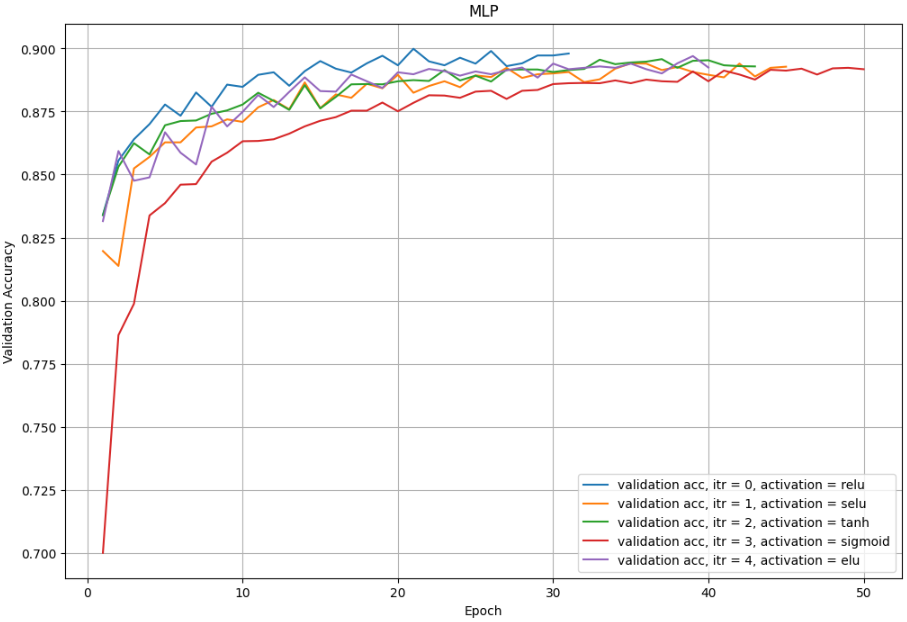 MLP
0.900
0.875
0.850
0.825
0.800
0.775
0.750
0.725
0.700
Validation Accuracy
validation acc, itr = 0, activation = relu
validation acc, itr = 1, activation = selu
validation acc, itr = 2, activation = tanh
validation acc, itr = 3, activation = sigmoid
validation acc, itr = 4, activation = elu
0 10 20 30 40 50
Epoch